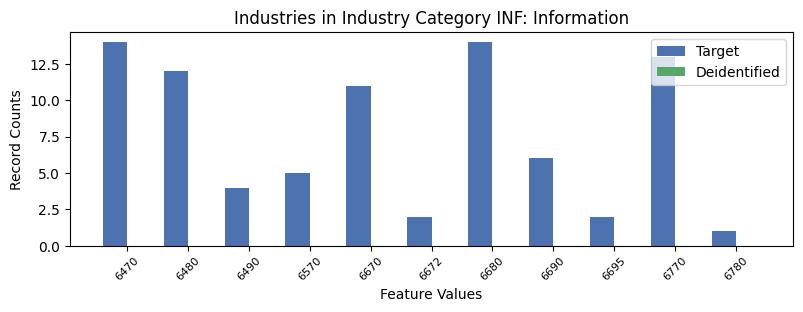 Industries in Industry Category INF: Information
Target
Deidentified
Record Counts
12.5
10.0
7.5
5.0
2.5
0.0
6470 6480 6490 6570 6670 6672 6680 6690 6695 6770 6780
Feature Values